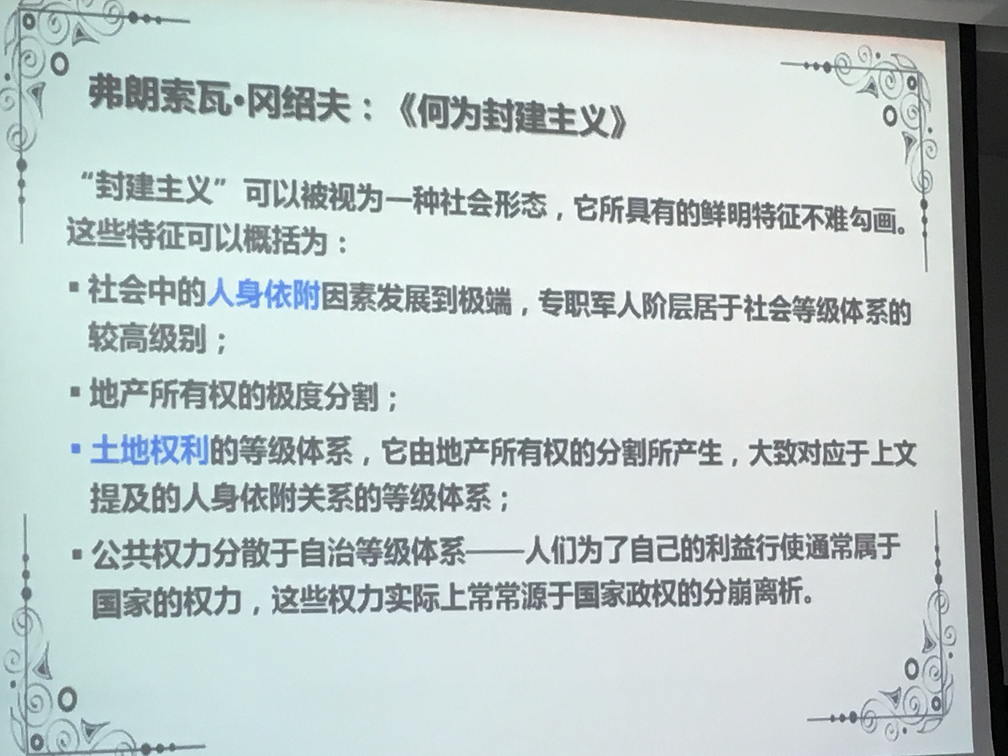 弗朗索瓦·冈绍夫：《何为封建主义》
“封建主义”可以被视为一种社会形态，它所具有的鲜明特征不难勾画。
这些特征可以概括为：
▪ 社会中的人身依附因素发展到极端，专职军人阶层居于社会等级体系的
较高级别；
▪ 地产所有权的极度分割；
▪ 土地权利的等级体系，它由地产所有权的分割所产生，大致对应于上文
提及的人身依附关系的等级体系；
▪ 公共权力分散于自治等级体系——人们为了自己的利益行使通常属于
国家的权力，这些权力实际上常常源于国家政权的分崩离析。